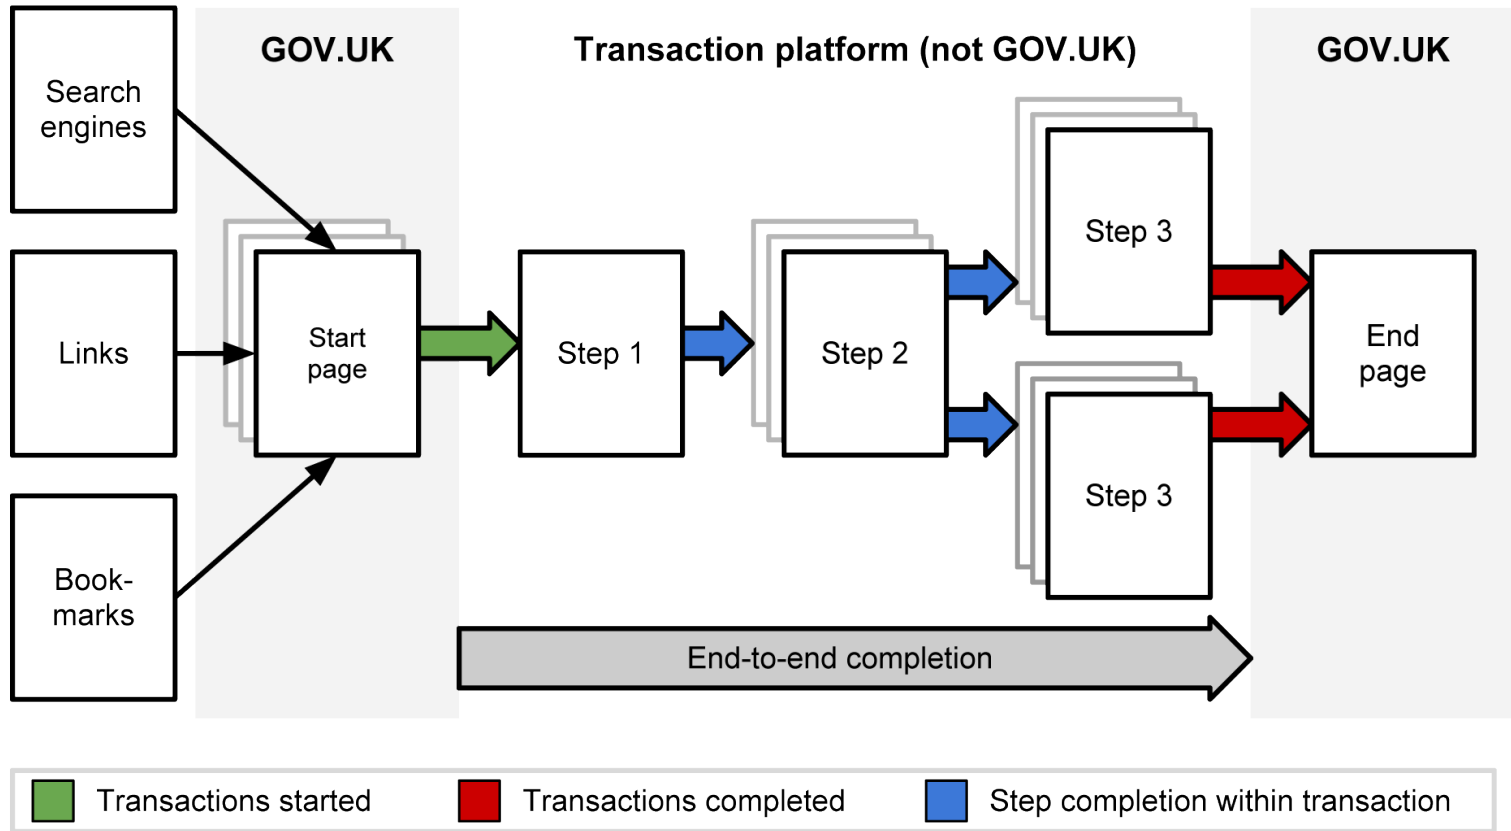 GOV.UK
Transaction platform (not GOV.UK)
GOV.UK
Search
engines
Links
Book-
marks
Start
page
Step 1
Step 2
Step 3
Step 3
End
page
End-to-end completion
Transactions started
Transactions completed
Step completion within transaction